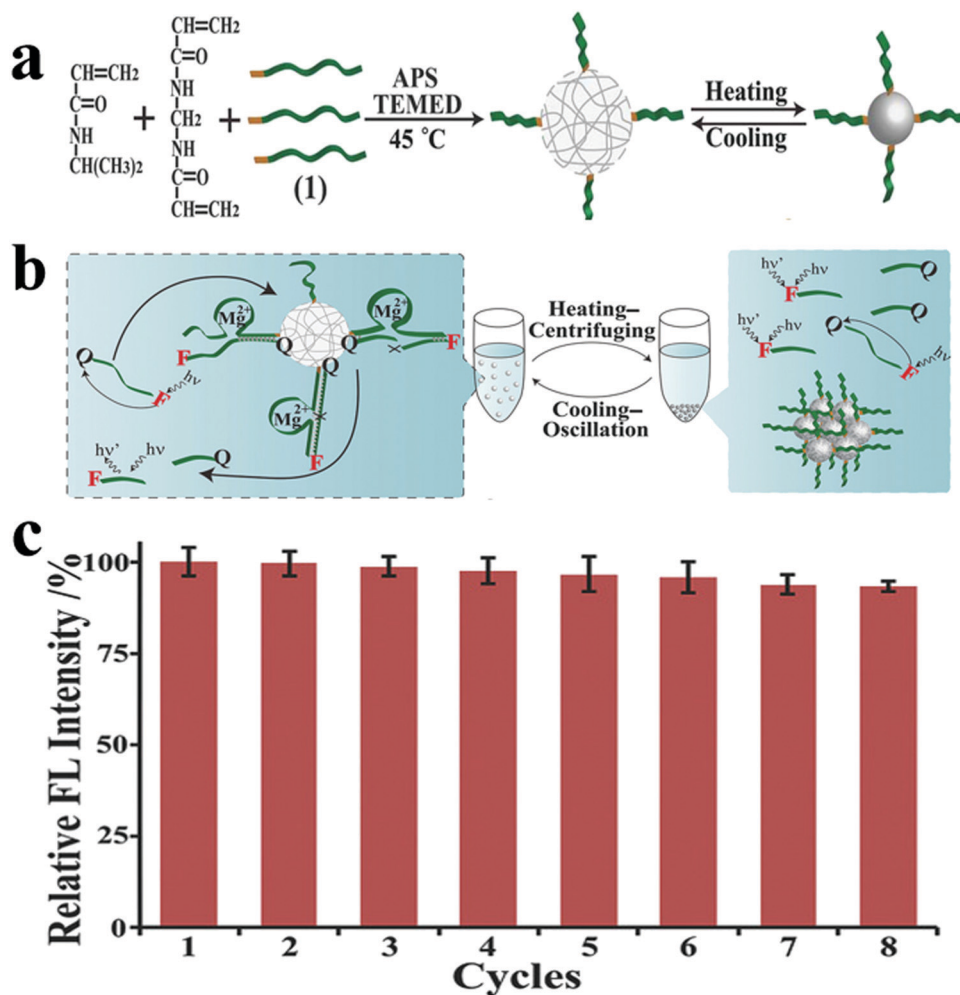 a
CH=CH2
C=O
NH
CH(CH3)2
+
CH=CH2
C=O
NH
CH2
NH
C=O
CH=CH2
+
(1)
APS
TEMED
45 °C
Heating
Cooling
b
Q
F
hν
Mg2+
F
Q
Mg2+
Q
F
Q
Mg2+
F
hν'
hν
F
Q
Heating–
Centrifuging
Cooling–
Oscillation
hν'
hν
F
Q
Q
hν'
hν
F
Q
F
hν
c
Relative FL Intensity /%
100
75
50
25
0
1 2 3 4 5 6 7 8
Cycles